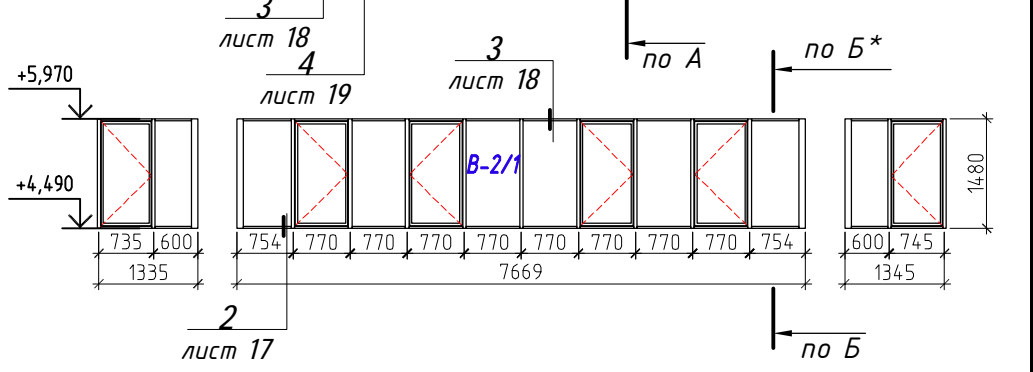 3
лист 18
4
лист 19
3
лист 18
по А
по Б*
+5,970
+4,490
В-2/1
1480
735 600
754 770 770 770 770 770 770 770 770 754
600 745
1335
7669
1345
2
лист 17
по Б